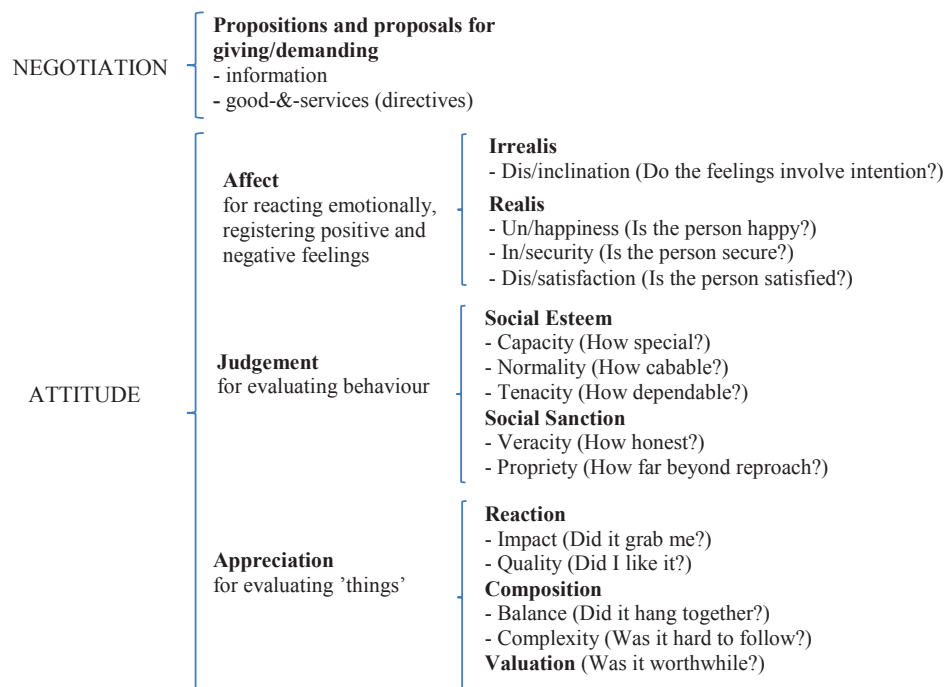 NEGOTIATION
Propositions and proposals for
giving/demanding
- information
- good-&-services (directives)
ATTITUDE
Affect
for reacting emotionally,
registering positive and
negative feelings
Irrealis
- Dis/inclination (Do the feelings involve intention?)
Realis
- Un/happiness (Is the person happy?)
- In/security (Is the person secure?)
- Dis/satisfaction (Is the person satisfied?)
Judgement
for evaluating behaviour
Social Esteem
- Capacity (How special?)
- Normality (How cabable?)
- Tenacity (How dependable?)
Social Sanction
- Veracity (How honest?)
- Propriety (How far beyond reproach?)
Appreciation
for evaluating ’things’
Reaction
- Impact (Did it grab me?)
- Quality (Did I like it?)
Composition
- Balance (Did it hang together?)
- Complexity (Was it hard to follow?)
Valuation (Was it worthwhile?)